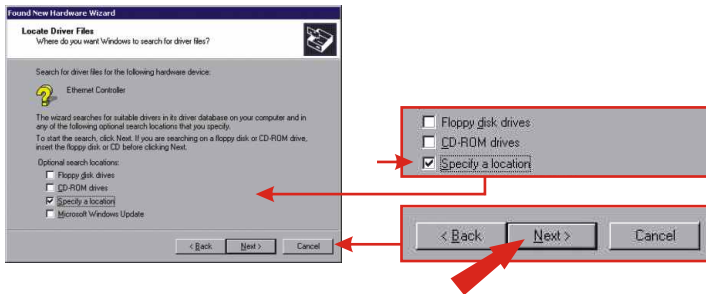 Found New Hardware Wizard
Locate Driver Files
Where do you want Windows to search for driver files?
Search for driver files for the following hardware device:
Ethernet Controller
The wizard searches for suitable drivers in its driver database on your computer and in
any of the following optional search locations that you specify.
To start the search, click Next. If you are searching on a floppy disk or CD-ROM drive,
insert the floppy disk or CD before clicking Next.
Optional search locations:
Floppy disk drives
CD-ROM drives
Specify a location
Microsoft Windows Update
< Back Next > Cancel
Floppy disk drives
CD-ROM drives
Specify a location
< Back Next > Cancel